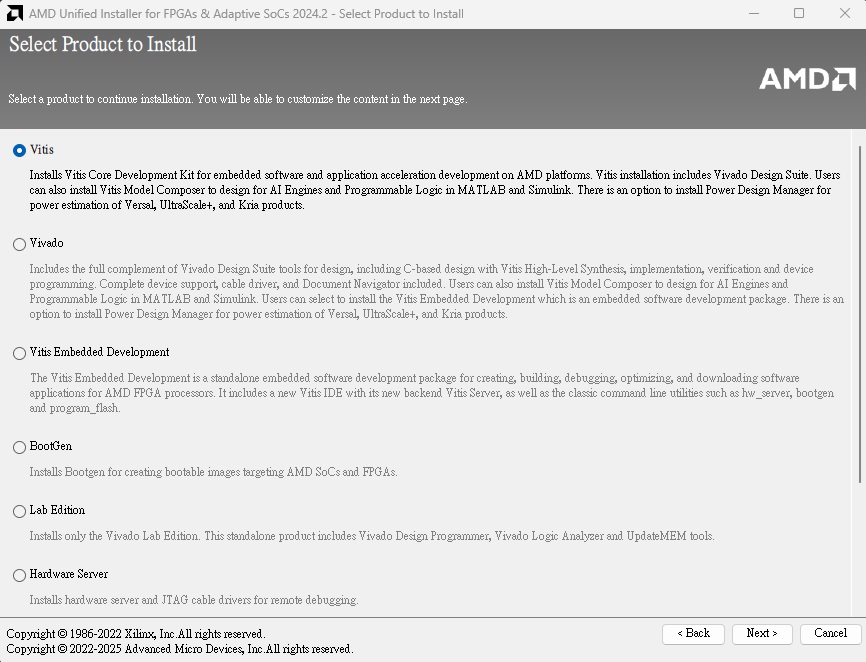 AMD Unified Installer for FPGAs & Adaptive SoCs 2024.2 - Select Product to Install
Select Product to Install
AMD
Select a product to continue installation. You will be able to customize the content in the next page.
Vitis
Installs Vitis Core Development Kit for embedded software and application acceleration development on AMD platforms. Vitis installation includes Vivado Design Suite. Users
can also install Vitis Model Composer to design for AI Engines and Programmable Logic in MATLAB and Simulink. There is an option to install Power Design Manager for
power estimation of Versal, UltraScale+, and Kria products.
Vivado
Includes the full complement of Vivado Design Suite tools for design, including C-based design with Vitis High-Level Synthesis, implementation, verification and device
programming. Complete device support, cable driver, and Document Navigator included. Users can also install Vitis Model Composer to design for AI Engines and
Programmable Logic in MATLAB and Simulink. Users can select to install the Vitis Embedded Development which is an embedded software development package. There is an
option to install Power Design Manager for power estimation of Versal, UltraScale+, and Kria products.
Vitis Embedded Development
The Vitis Embedded Development is a standalone embedded software development package for creating, building, debugging, optimizing, and downloading software
applications for AMD FPGA processors. It includes a new Vitis IDE with its new backend Vitis Server, as well as the classic command line utilities such as hw_server, bootgen
and program_flash.
BootGen
Installs Bootgen for creating bootable images targeting AMD SoCs and FPGAs.
Lab Edition
Installs only the Vivado Lab Edition. This standalone product includes Vivado Design Programmer, Vivado Logic Analyzer and UpdateMEM tools.
Hardware Server
Installs hardware server and JTAG cable drivers for remote debugging.
Copyright © 1986-2022 Xilinx, Inc.All rights reserved.
Copyright © 2022-2025 Advanced Micro Devices, Inc.All rights reserved.
< Back
Next >
Cancel